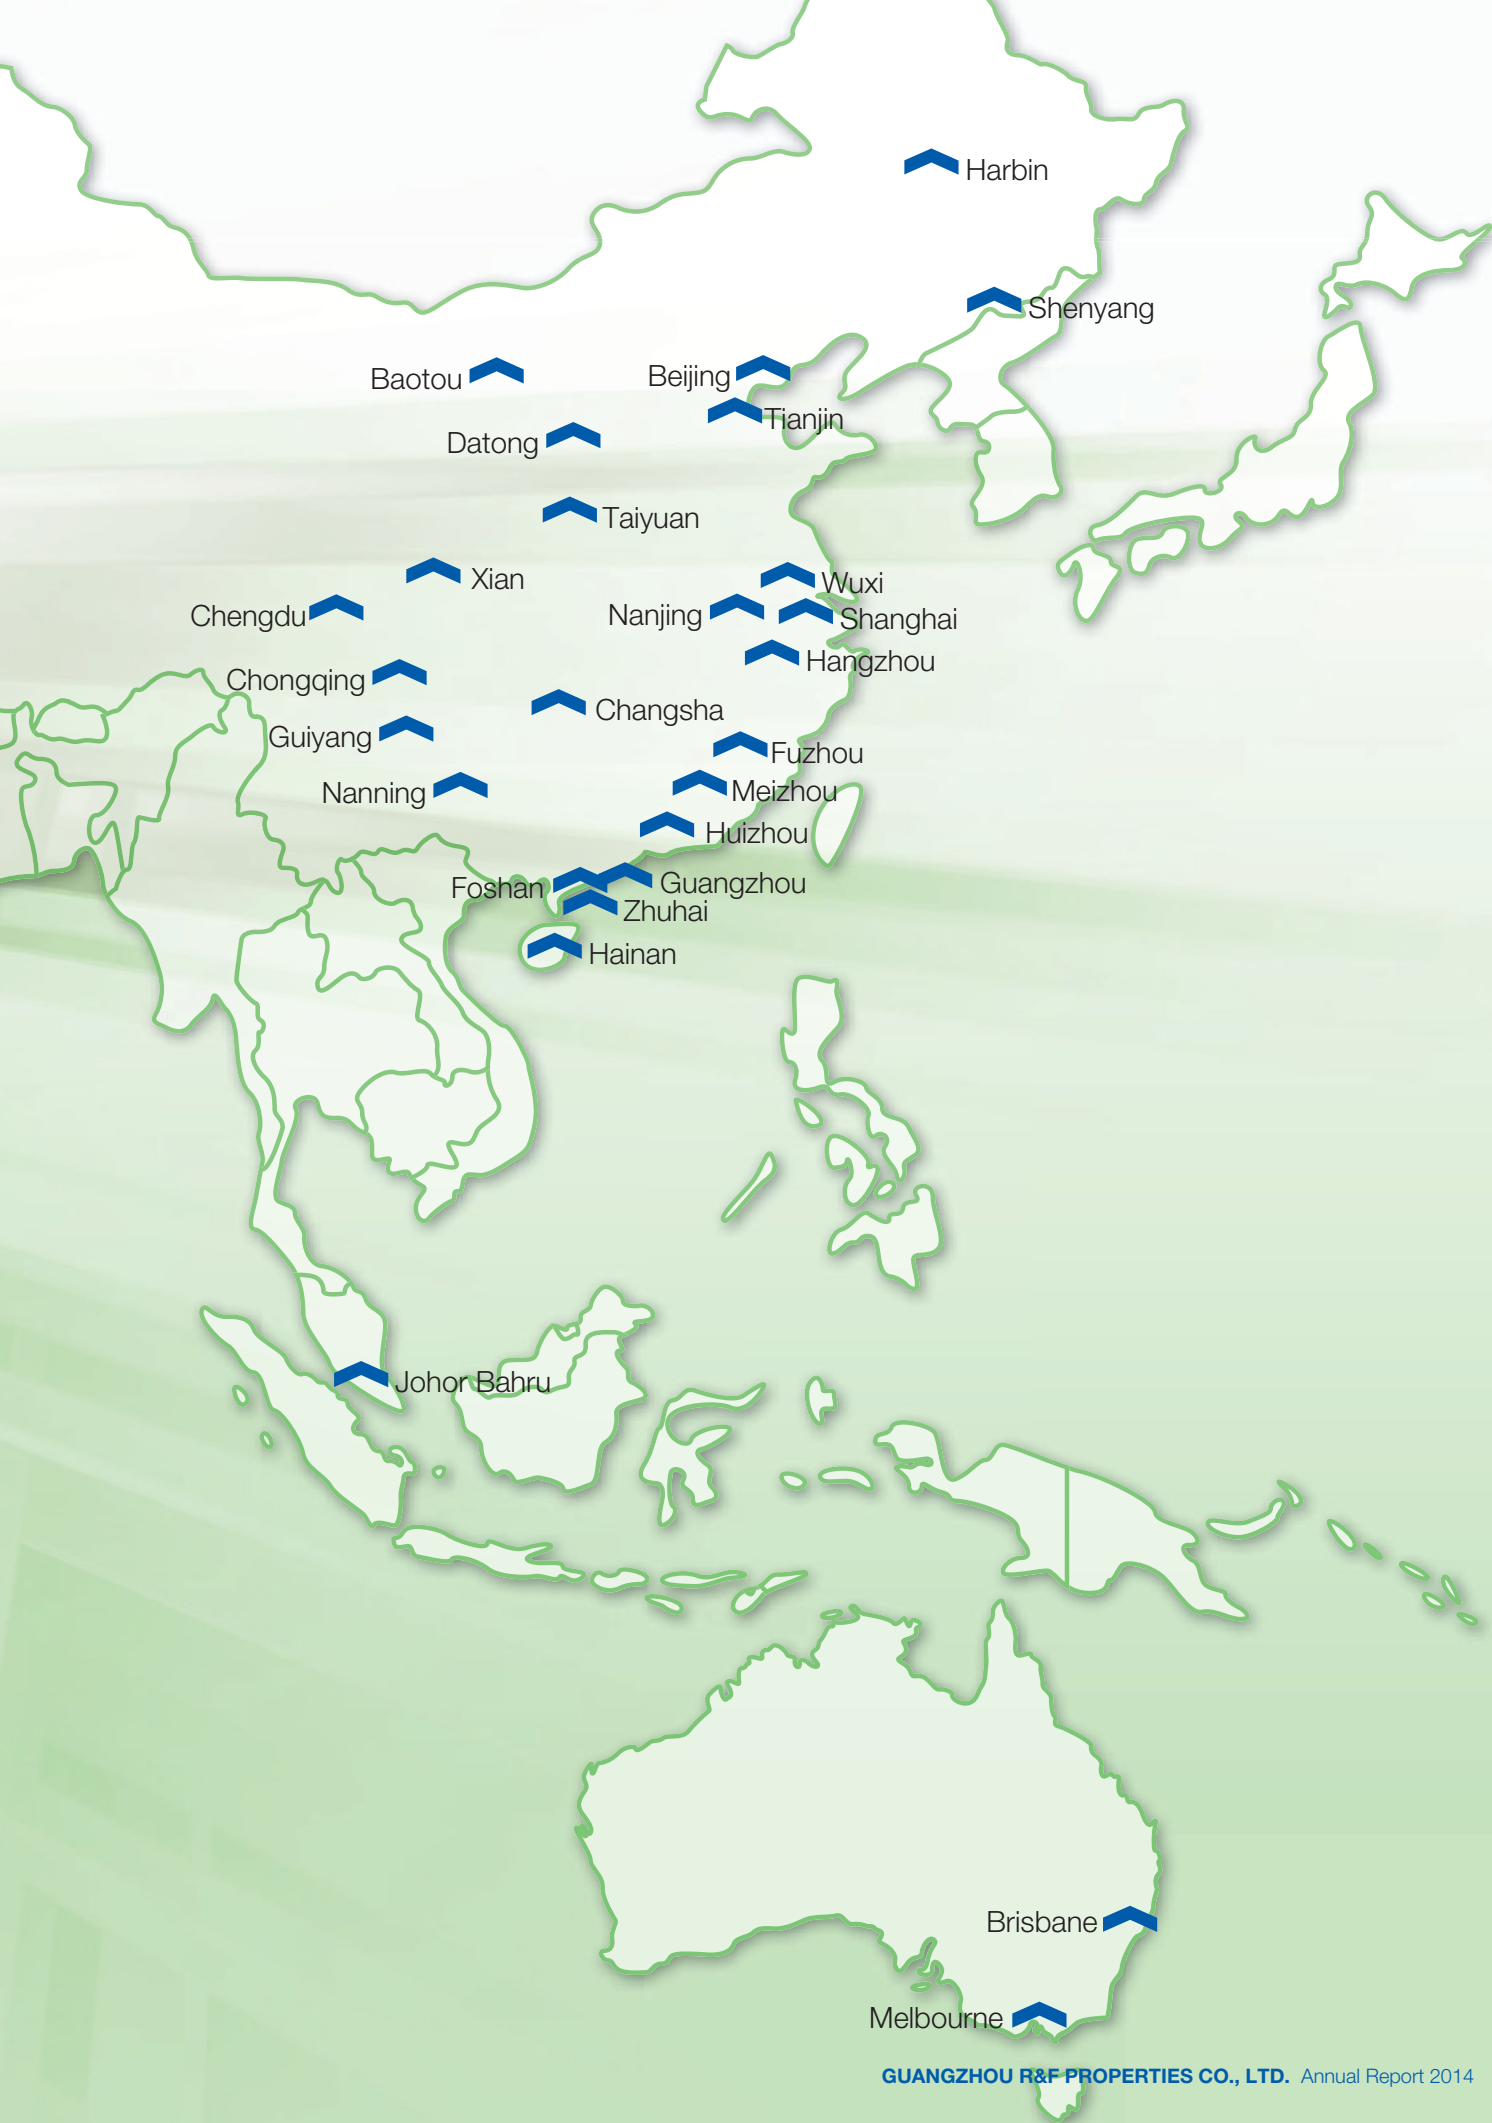 Harbin
Shenyang
Baotou
Beijing
Tianjin
Datong
Taiyuan
Xian
Wuxi
Chengdu
Nanjing
Shanghai
Hangzhou
Chongqing
Changsha
Guiyang
Fuzhou
Nanning
Meizhou
Huizhou
Foshan
Guangzhou
Zhuhai
Hainan
Johor Bahru
Brisbane
Melbourne
GUANGZHOU R&F PROPERTIES CO., LTD. Annual Report 2014